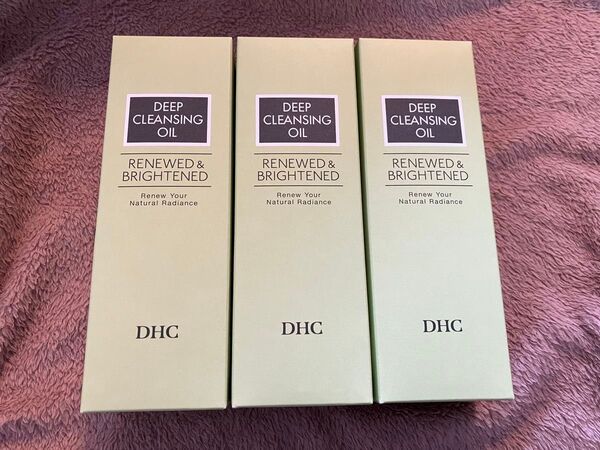 DEEP
CLEANSING
OIL
RENEWED &
BRIGHTENED
Renew Your
Natural Radiance
DHC
DEEP
CLEANSING
OIL
RENEWED &
BRIGHTENED
Renew Your
Natural Radiance
DHC
DEEP
CLEANSING
OIL
RENEWED &
BRIGHTENED
Renew Your
Natural Radiance
DHC